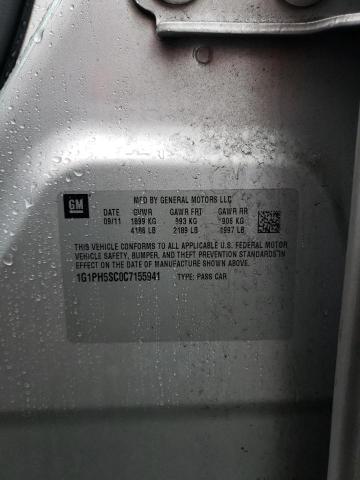 GM
MFD BY GENERAL MOTORS LLC
DATE GVWR GAWR FRT GAWR RR
09/11 1899 KG 993 KG 906 KG
4186 LB 2189 LB 1997 LB
THIS VEHICLE CONFORMS TO ALL APPLICABLE U.S. FEDERAL MOTOR
VEHICLE SAFETY, BUMPER, AND THEFT PREVENTION STANDARDS IN
EFFECT ON THE DATE OF MANUFACTURE SHOWN ABOVE.
1G1PH5SC0C7155941 TYPE: PASS CAR